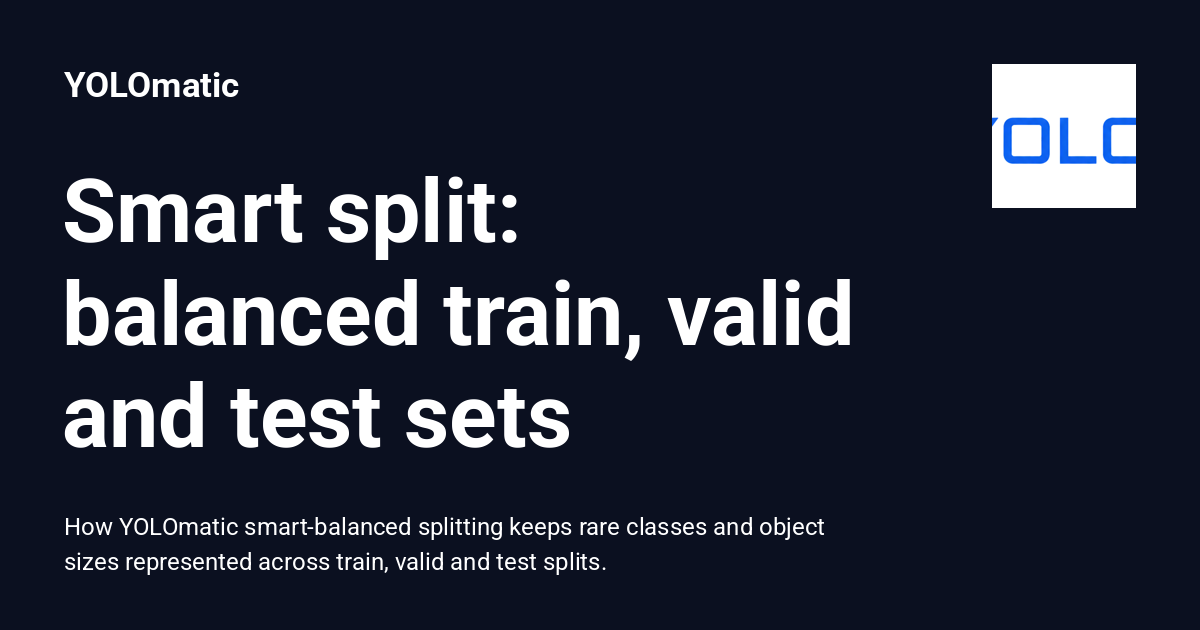 YOLOmatic
YOLO
Smart split:
balanced train, valid
and test sets
How YOLOmatic smart-balanced splitting keeps rare classes and object
sizes represented across train, valid and test splits.